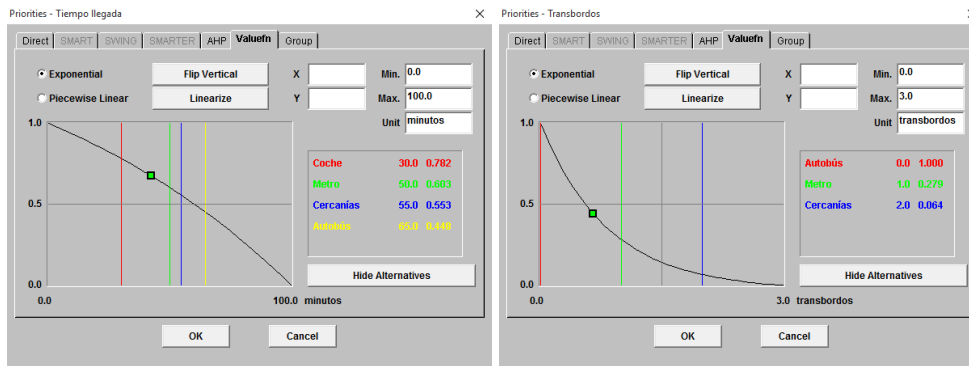 Priorities - Tiempo llegada
Direct SMART SWING SMARTER AHP Valuefn Group
Exponential Flip Vertical X Min. 0.0
Piecewise Linear Linearize Y Max. 100.0
Unit minutos
1.0
0.5
0.0
0.0 100.0 minutos
Coche 30.0 0.782
Metro 50.0 0.603
Cercanías 55.0 0.553
Autobús 65.0 0.448
Hide Alternatives
OK Cancel
Priorities - Transbordos
Direct SMART SWING SMARTER AHP Valuefn Group
Exponential Flip Vertical X Min. 0.0
Piecewise Linear Linearize Y Max. 3.0
Unit transbordos
1.0
0.5
0.0
0.0 3.0 transbordos
Autobús 0.0 1.000
Metro 1.0 0.279
Cercanías 2.0 0.064
Hide Alternatives
OK Cancel